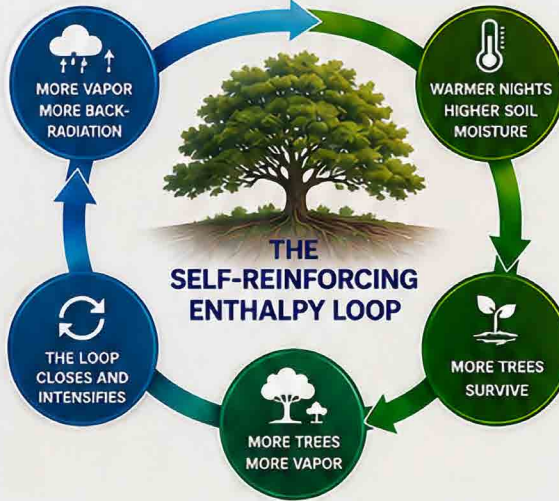 MORE VAPOR
MORE BACK-
RADIATION
WARMER NIGHTS
HIGHER SOIL
MOISTURE
THE
SELF-REINFORCING
ENTHALPY LOOP
MORE TREES
SURVIVE
MORE TREES
MORE VAPOR
THE LOOP
CLOSES AND
INTENSIFIES